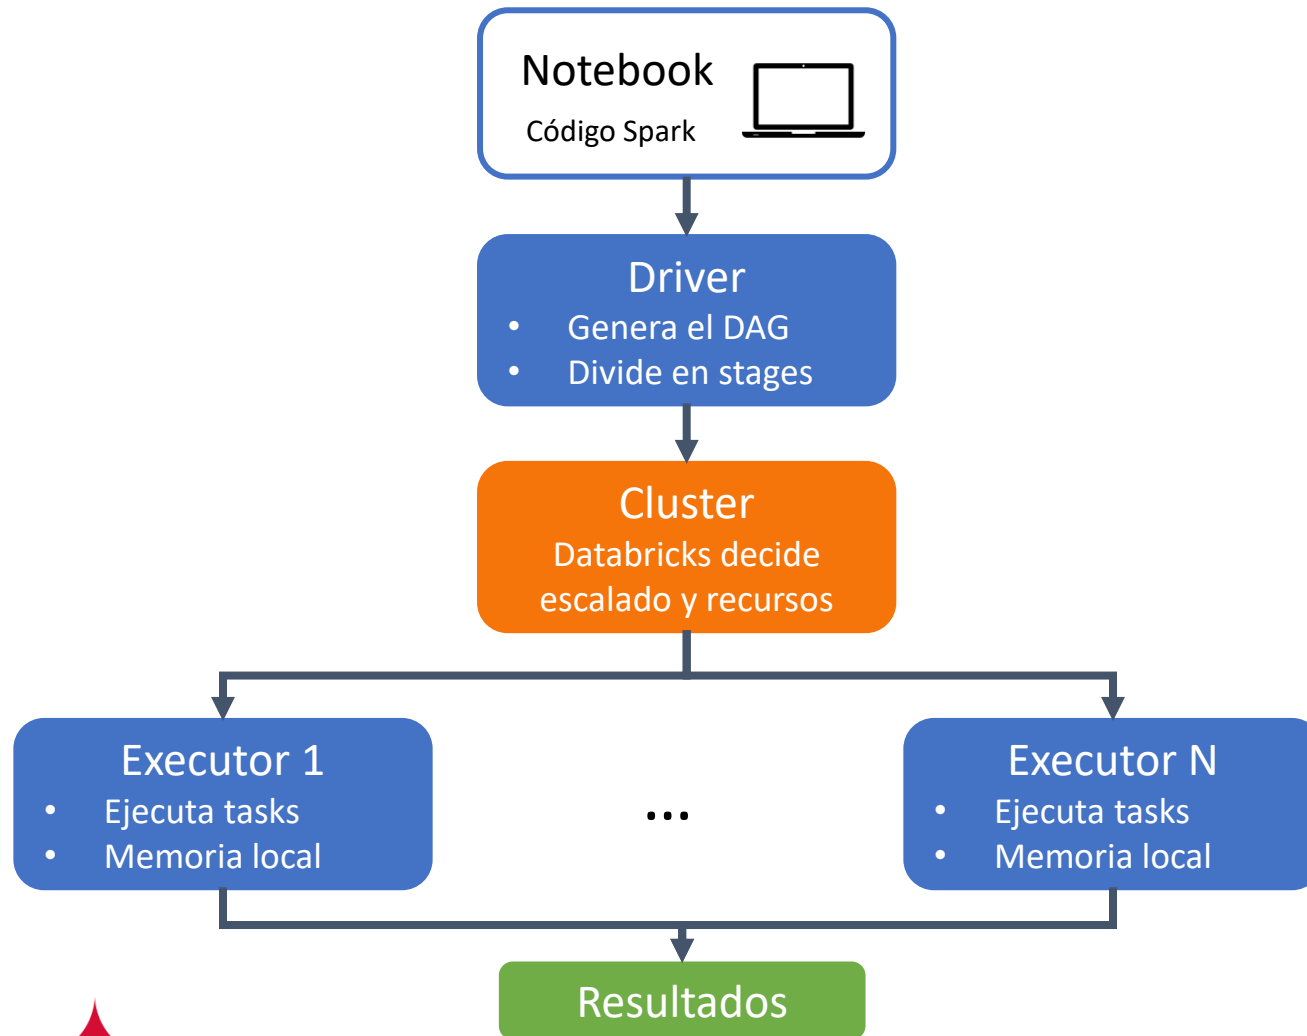 Notebook
Código Spark
Driver
• Genera el DAG
• Divide en stages
Cluster
Databricks decide
escalado y recursos
Executor 1
• Ejecuta tasks
• Memoria local
...
Executor N
• Ejecuta tasks
• Memoria local
Resultados